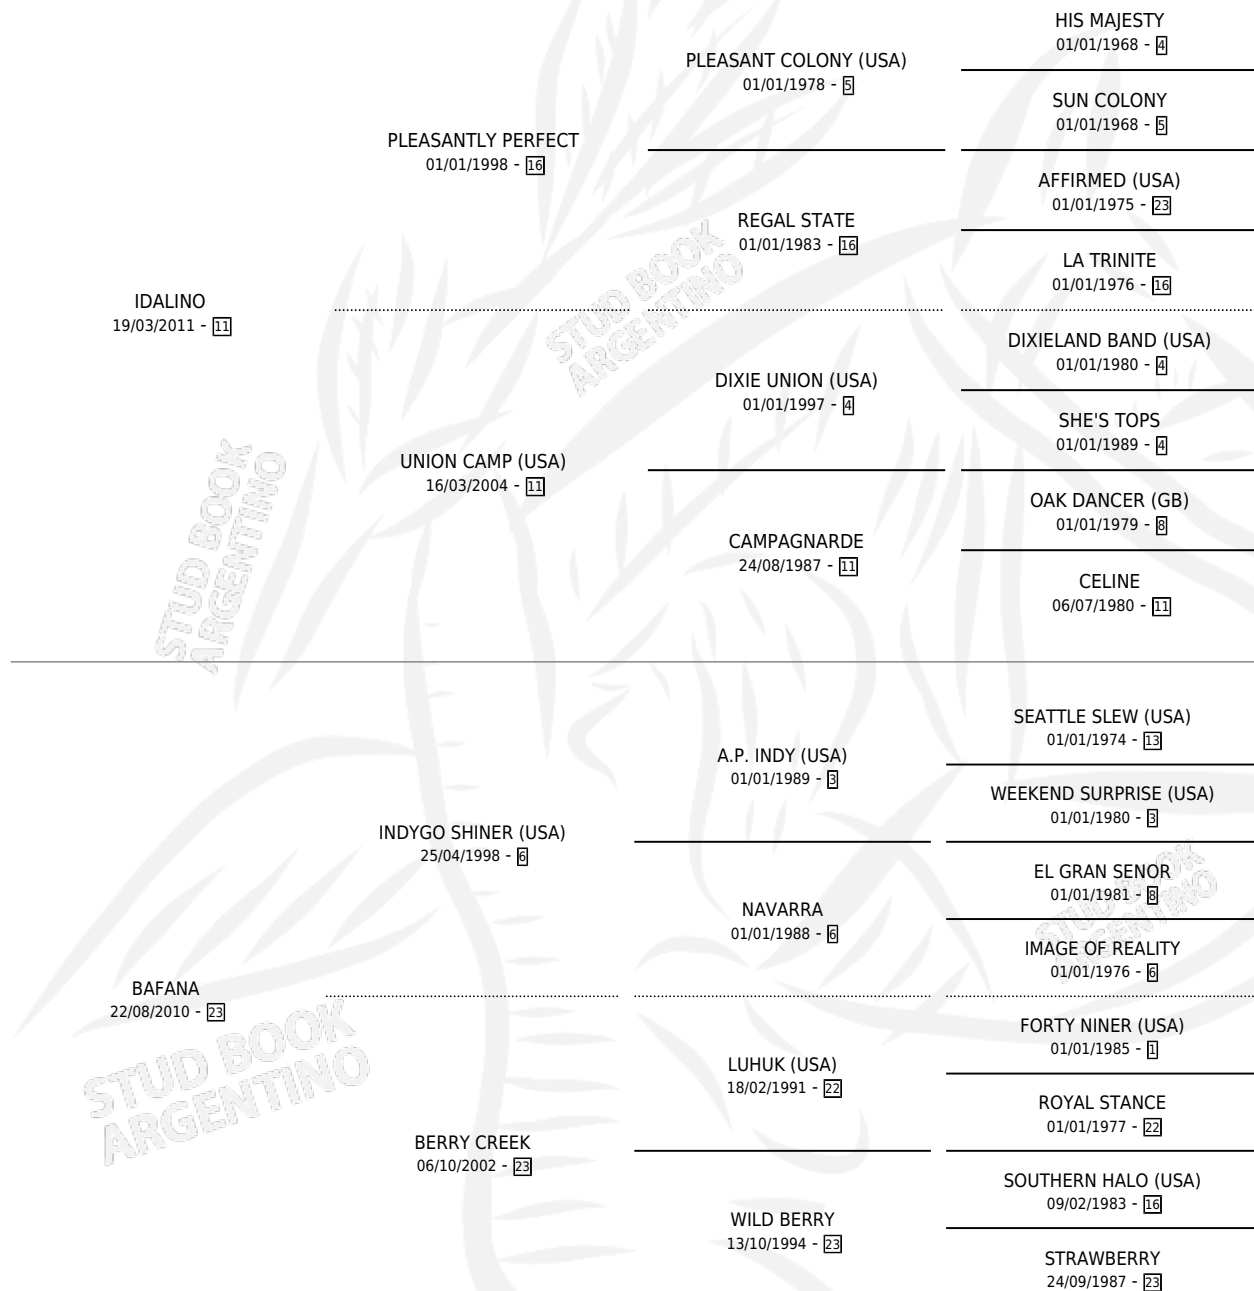 HIS MAJESTY
01/01/1968 - 4
PLEASANT COLONY (USA)
01/01/1978 - 5
SUN COLONY
01/01/1968 - 5
PLEASANTLY PERFECT
01/01/1998 - 16
AFFIRMED (USA)
01/01/1975 - 23
REGAL STATE
01/01/1983 - 16
LA TRINITE
01/01/1976 - 16
IDALINO
19/03/2011 - 11
DIXIELAND BAND (USA)
01/01/1980 - 4
DIXIE UNION (USA)
01/01/1997 - 4
SHE'S TOPS
01/01/1989 - 4
UNION CAMP (USA)
16/03/2004 - 11
OAK DANCER (GB)
01/01/1979 - 8
CAMPAGNARDE
24/08/1987 - 11
CELINE
06/07/1980 - 11
SEATTLE SLEW (USA)
01/01/1974 - 13
A.P. INDY (USA)
01/01/1989 - 3
WEEKEND SURPRISE (USA)
01/01/1980 - 3
INDYGO SHINER (USA)
25/04/1998 - 6
EL GRAN SENOR
01/01/1981 - 8
NAVARRA
01/01/1988 - 6
IMAGE OF REALITY
01/01/1976 - 6
BAFANA
22/08/2010 - 23
FORTY NINER (USA)
01/01/1985 - 1
LUHUK (USA)
18/02/1991 - 22
ROYAL STANCE
01/01/1977 - 22
BERRY CREEK
06/10/2002 - 23
SOUTHERN HALO (USA)
09/02/1983 - 16
WILD BERRY
13/10/1994 - 23
STRAWBERRY
24/09/1987 - 23
STUD BOOK
ARGENTINO
STUD BOOK
ARGENTINO
STUD BOOK
ARGENTINO
STUD BOOK
ARGENTINO